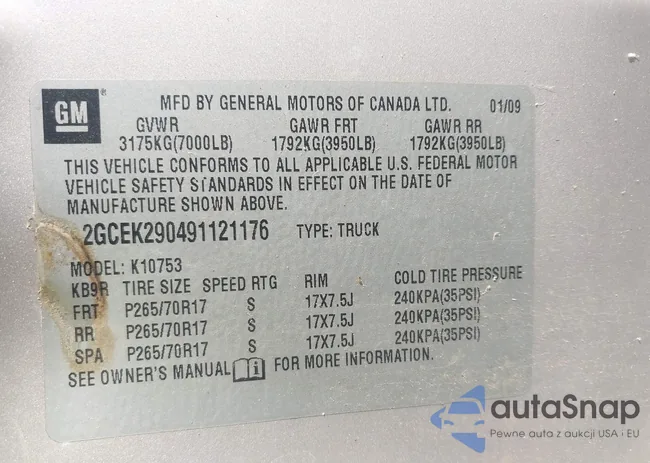 GM
MFD BY GENERAL MOTORS OF CANADA LTD. 01/09
GVWR GAWR FRT GAWR RR
3175KG(7000LB) 1792KG(3950LB) 1792KG(3950LB)
THIS VEHICLE CONFORMS TO ALL APPLICABLE U.S. FEDERAL MOTOR
VEHICLE SAFETY STANDARDS IN EFFECT ON THE DATE OF
MANUFACTURE SHOWN ABOVE.
2GCEK290491121176 TYPE: TRUCK
MODEL: K10753
KB9R TIRE SIZE SPEED RTG RIM COLD TIRE PRESSURE
FRT P265/70R17 S 17X7.5J 240KPA(35PSI)
RR P265/70R17 S 17X7.5J 240KPA(35PSI)
SPA P265/70R17 S 17X7.5J 240KPA(35PSI)
SEE OWNER'S MANUAL i FOR MORE INFORMATION.
autaSnap
Pewne auta z aukcji USA i EU